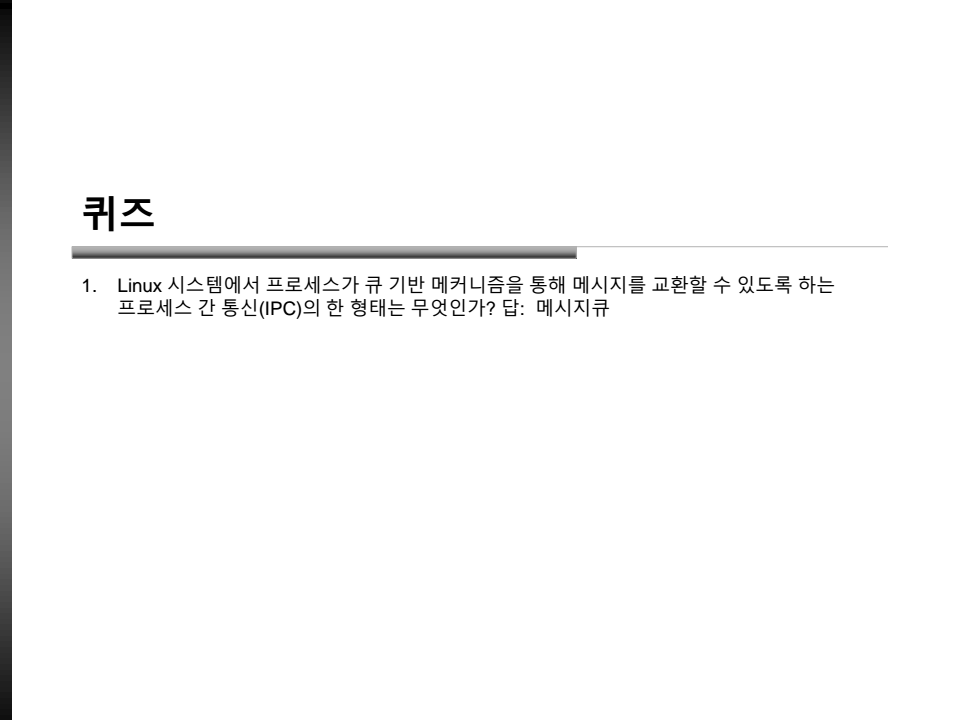 퀴즈
1. Linux 시스템에서 프로세스가 큐 기반 메커니즘을 통해 메시지를 교환할 수 있도록 하는
프로세스 간 통신(IPC)의 한 형태는 무엇인가? 답: 메시지큐